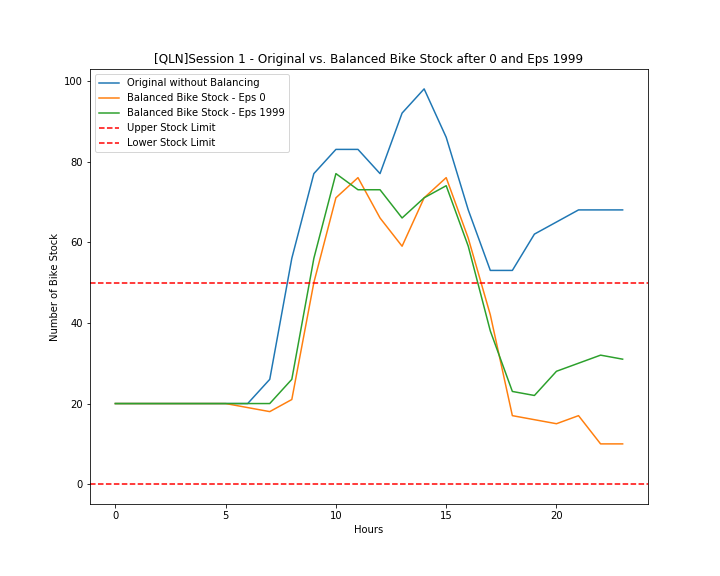 [QLN]Session 1 - Original vs. Balanced Bike Stock after 0 and Eps 1999
100
Original without Balancing
Balanced Bike Stock - Eps 0
Balanced Bike Stock - Eps 1999
Upper Stock Limit
Lower Stock Limit
80
60
Number of Bike Stock
40
20
0
0 5 10 15 20
Hours